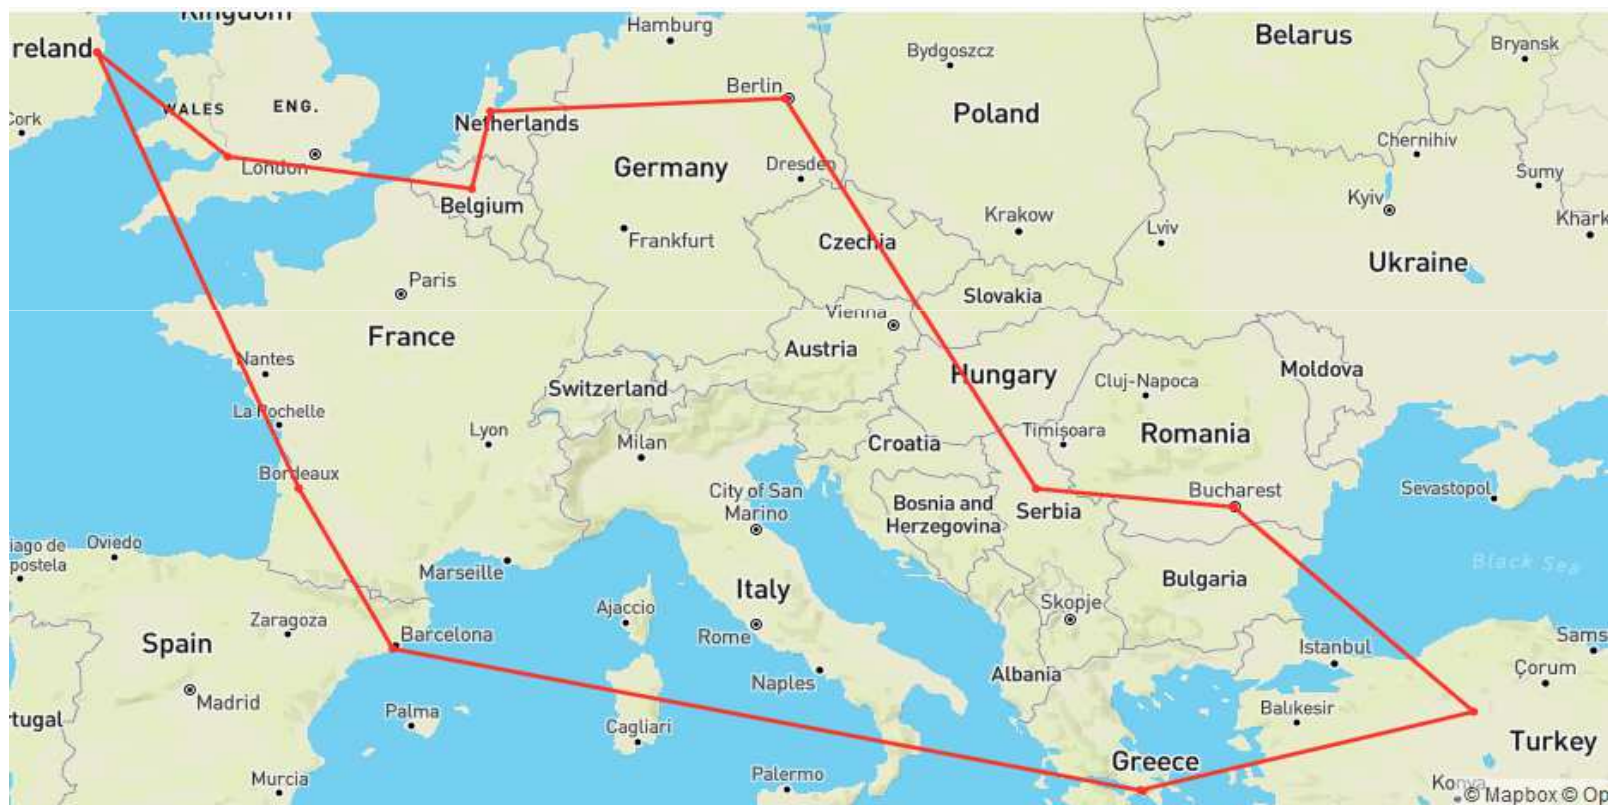 Kingdom
Hamburg
Belarus
reland
Bydgoszcz
Bryansk
Berlin
WALES
ENG.
Poland
Cork
Netherlands
Chernihiv
London
Germany
Dresden
Sumy
Belgium
Kyiv
Krakow
Khark
Frankfurt
Czechia
Lviv
Ukraine
Paris
Slovakia
Vienna
France
Austria
Nantes
Hungary
Moldova
Switzerland
Cluj-Napoca
La Rochelle
Lyon
Milan
Croatia
Timișoara
Romania
Bordeaux
City of San
Marino
Bosnia and
Herzegovina
Bucharest
Sevastopol
Serbia
iago de
postela
Oviedo
Marseille
Black Sea
Italy
Bulgaria
Ajaccio
Skopje
Zaragoza
Barcelona
Rome
Spain
Istanbul
Sams
Çorum
Naples
Albania
Madrid
rtugal
Palma
Cagliari
Balıkesir
Turkey
Greece
Murcia
Palermo
Konya
© Mapbox © Op